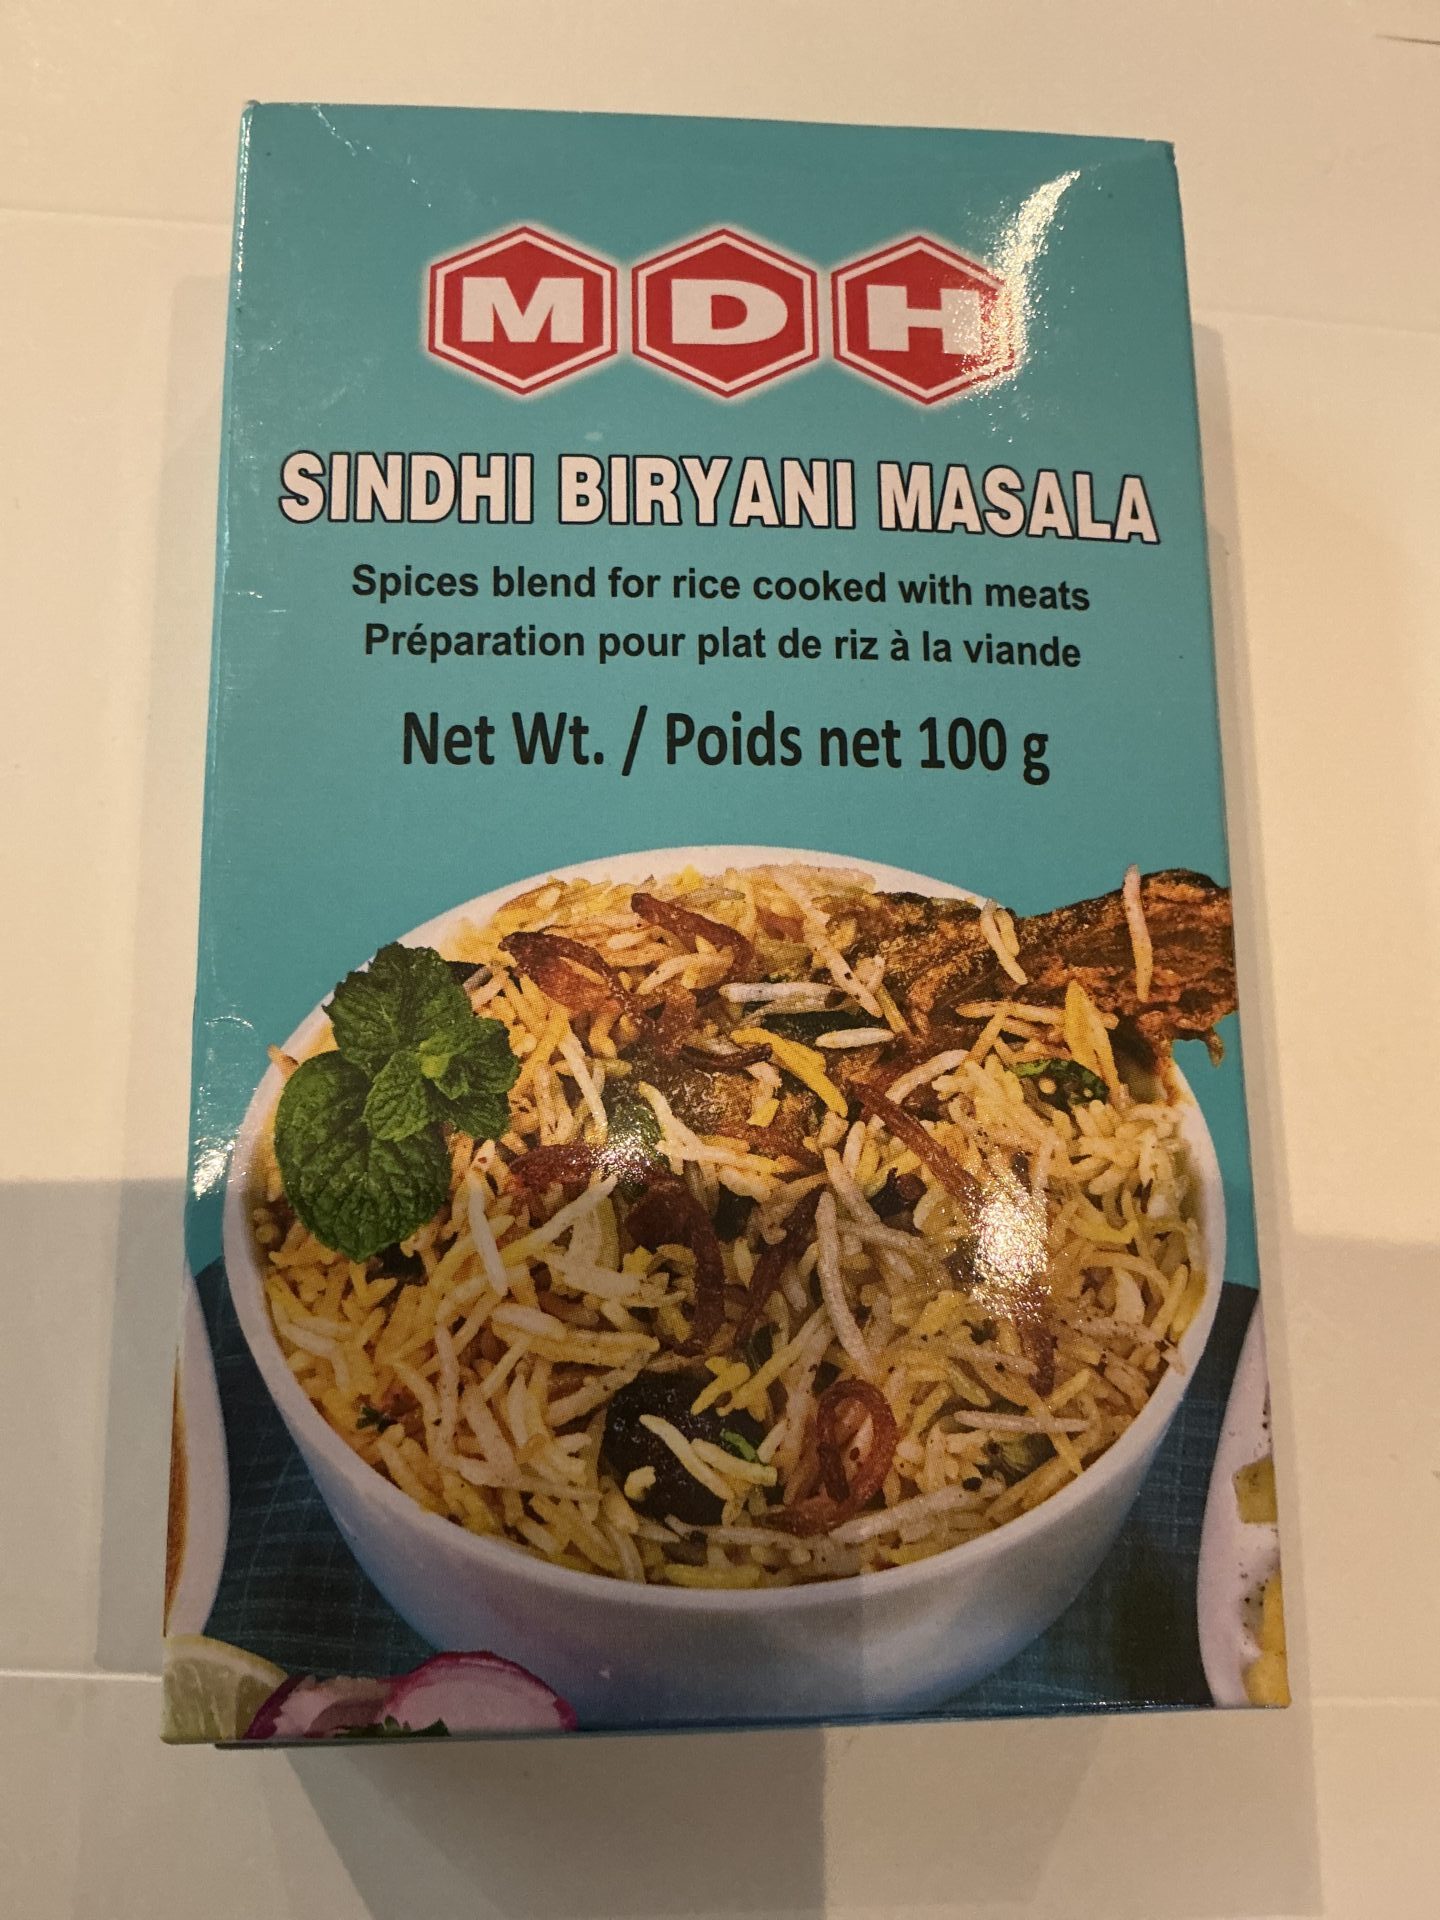 MDH
SINDHI BIRYANI MASALA
Spices blend for rice cooked with meats
Préparation pour plat de riz à la viande
Net Wt. / Poids net 100 g